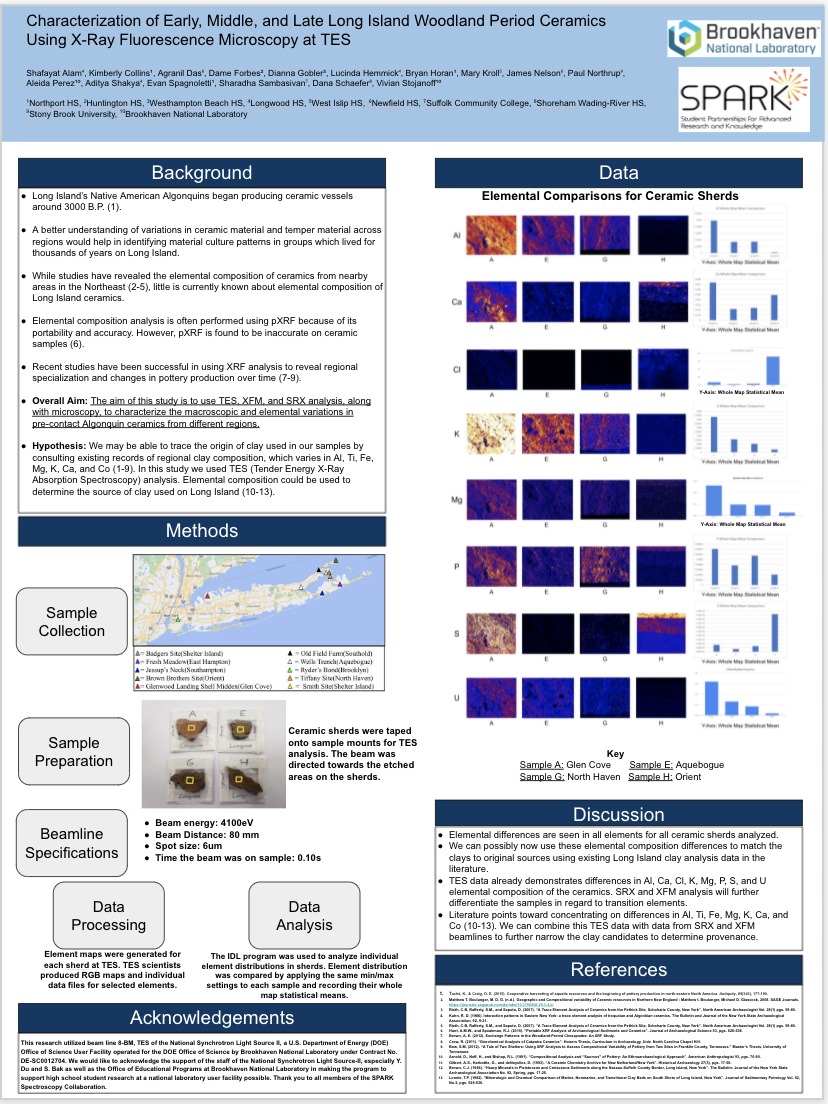 Characterization of Early, Middle, and Late Long Island Woodland Period Ceramics
Using X-Ray Fluorescence Microscopy at TES
Shafayat Alam⁴, Kimberly Collins¹, Agranil Das⁴, Dame Forbes², Dianna Gobler³, Lucinda Hemmick⁴, Bryan Horan¹, Mary Kroll³, James Nelson⁶, Paul Northrup⁹,
Aleida Perez¹⁰, Aditya Shakya⁴, Evan Spagnoletti¹, Sharadha Sambasivan⁷, Dana Schaefer⁸, Vivian Stojanoff¹⁰
¹Northport HS, ²Huntington HS, ³Westhampton Beach HS, ⁴Longwood HS, ⁵West Islip HS, ⁶Newfield HS, ⁷Suffolk Community College, ⁸Shoreham Wading-River HS,
⁹Stony Brook University, ¹⁰Brookhaven National Laboratory
Brookhaven
National Laboratory
SPARK
Student Partnerships for Advanced
Research and Knowledge
Background
● Long Island's Native American Algonquins began producing ceramic vessels
around 3000 B.P. (1).
● A better understanding of variations in ceramic material and temper material across
regions would help in identifying material culture patterns in groups which lived for
thousands of years on Long Island.
● While studies have revealed the elemental composition of ceramics from nearby
areas in the Northeast (2-5), little is currently known about elemental composition of
Long Island ceramics.
● Elemental composition analysis is often performed using pXRF because of its
portability and accuracy. However, pXRF is found to be inaccurate on ceramic
samples (6).
● Recent studies have been successful in using XRF analysis to reveal regional
specialization and changes in pottery production over time (7-9).
● Overall Aim: The aim of this study is to use TES, XFM, and SRX analysis, along
with microscopy, to characterize the macroscopic and elemental variations in
pre-contact Algonquin ceramics from different regions.
● Hypothesis: We may be able to trace the origin of clay used in our samples by
consulting existing records of regional clay composition, which varies in Al, Ti, Fe,
Mg, K, Ca, and Co (1-9). In this study we used TES (Tender Energy X-Ray
Absorption Spectroscopy) analysis. Elemental composition could be used to
determine the source of clay used on Long Island (10-13).
Methods
Sample
Collection
= Badgers Site(Shelter Island)
= Fresh Meadow(East Hampton)
= Jessup's Neck(Southampton)
= Brown Brothers Site(Orient)
= Glenwood Landing Shell Midden(Glen Cove)
= Old Field Farm(Southold)
= Wells Trench(Aquebogue)
= Ryder's Bond(Brooklyn)
= Tiffany Site(North Haven)
= Smith Site(Shelter Island)
Sample
Preparation
A E
G H
Ceramic sherds were taped
onto sample mounts for TES
analysis. The beam was
directed towards the etched
areas on the sherds.
Beamline
Specifications
● Beam energy: 4100eV
● Beam Distance: 80 mm
● Spot size: 6um
● Time the beam was on sample: 0.10s
Data
Processing
Element maps were generated for
each sherd at TES. TES scientists
produced RGB maps and individual
data files for selected elements.
Data
Analysis
The IDL program was used to analyze individual
element distributions in sherds. Element distribution
was compared by applying the same min/max
settings to each sample and recording their whole
map statistical means.
Acknowledgements
This research utilized beam line 8-BM, TES of the National Synchrotron Light Source II, a U.S. Department of Energy (DOE)
Office of Science User Facility operated for the DOE Office of Science by Brookhaven National Laboratory under Contract No.
DE-SC0012704. We would like to acknowledge the support of the staff of the National Synchrotron Light Source-II, especially Y.
Du and S. Bak as well as the Office of Educational Programs at Brookhaven National Laboratory in making the program to
support high school student research at a national laboratory user facility possible. Thank you to all members of the SPARK
Spectroscopy Collaboration.
Data
Elemental Comparisons for Ceramic Sherds
Al
A E G H
Y-Axis: Whole Map Statistical Mean
Ca
A E G H
Y-Axis: Whole Map Statistical Mean
Cl
A E G H
Y-Axis: Whole Map Statistical Mean
K
A E G H
Y-Axis: Whole Map Statistical Mean
Mg
A E G H
Y-Axis: Whole Map Statistical Mean
P
A E G H
Y-Axis: Whole Map Statistical Mean
S
A E G H
Y-Axis: Whole Map Statistical Mean
U
A E G H
Y-Axis: Whole Map Statistical Mean
Key
Sample A: Glen Cove Sample E: Aquebogue
Sample G: North Haven Sample H: Orient
Discussion
● Elemental differences are seen in all elements for all ceramic sherds analyzed.
● We can possibly now use these elemental composition differences to match the
clays to original sources using existing Long Island clay analysis data in the
literature.
● TES data already demonstrates differences in Al, Ca, Cl, K, Mg, P, S, and U
elemental composition of the ceramics. SRX and XFM analysis will further
differentiate the samples in regard to transition elements.
● Literature points toward concentrating on differences in Al, Ti, Fe, Mg, K, Ca, and
Co (10-13). We can combine this TES data with data from SRX and XFM
beamlines to further narrow the clay candidates to determine provenance.
References